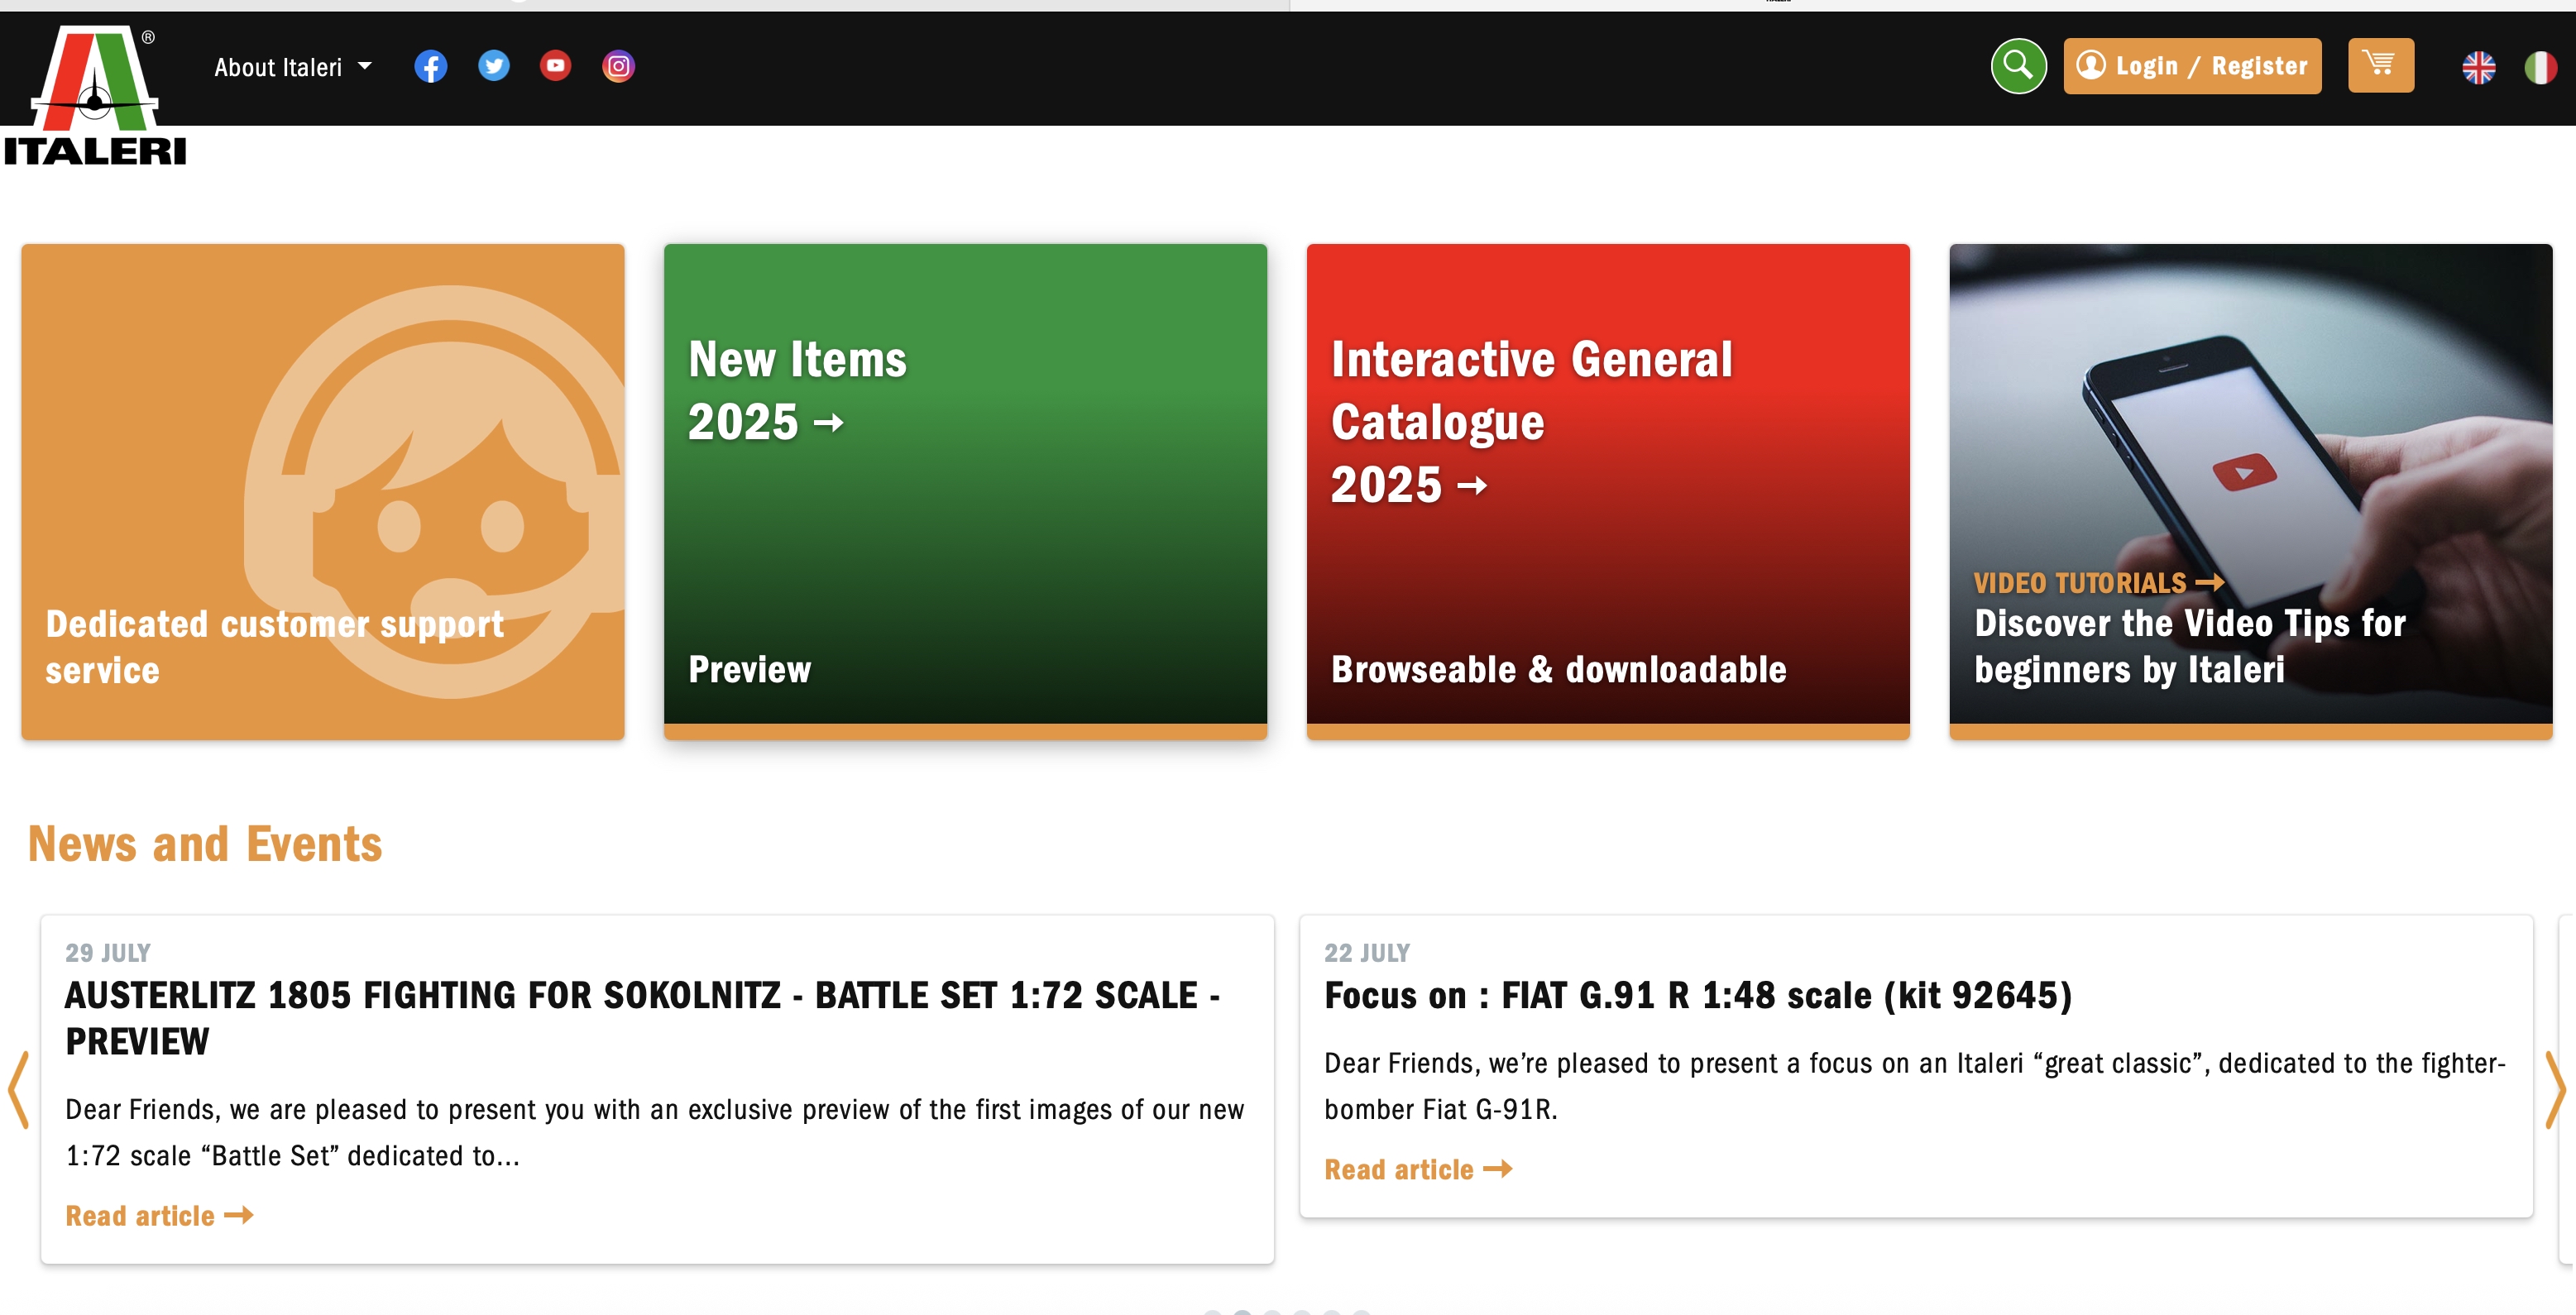 About Italeri
Login / Register
®
ITALERI
New Items
2025 →
Preview
Interactive General
Catalogue
2025 →
Browseable & downloadable
Dedicated customer support
service
VIDEO TUTORIALS →
Discover the Video Tips for
beginners by Italeri
News and Events
29 JULY
AUSTERLITZ 1805 FIGHTING FOR SOKOLNITZ - BATTLE SET 1:72 SCALE -
PREVIEW
Dear Friends, we are pleased to present you with an exclusive preview of the first images of our new
1:72 scale “Battle Set” dedicated to...
Read article →
22 JULY
Focus on : FIAT G.91 R 1:48 scale (kit 92645)
Dear Friends, we’re pleased to present a focus on an Italeri “great classic”, dedicated to the fighter-
bomber Fiat G-91R.
Read article →